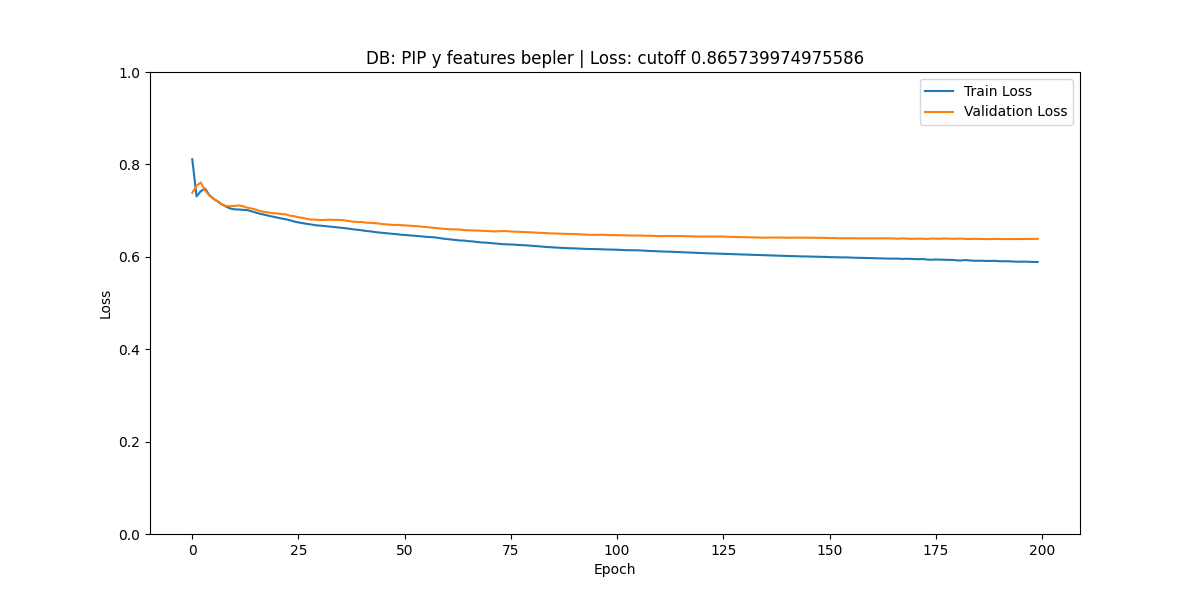 DB: PIP y features bepler | Loss: cutoff 0.865739974975586
Train Loss
Validation Loss
1.0
0.8
0.6
0.4
0.2
0.0
Loss
0 25 50 75 100 125 150 175 200
Epoch